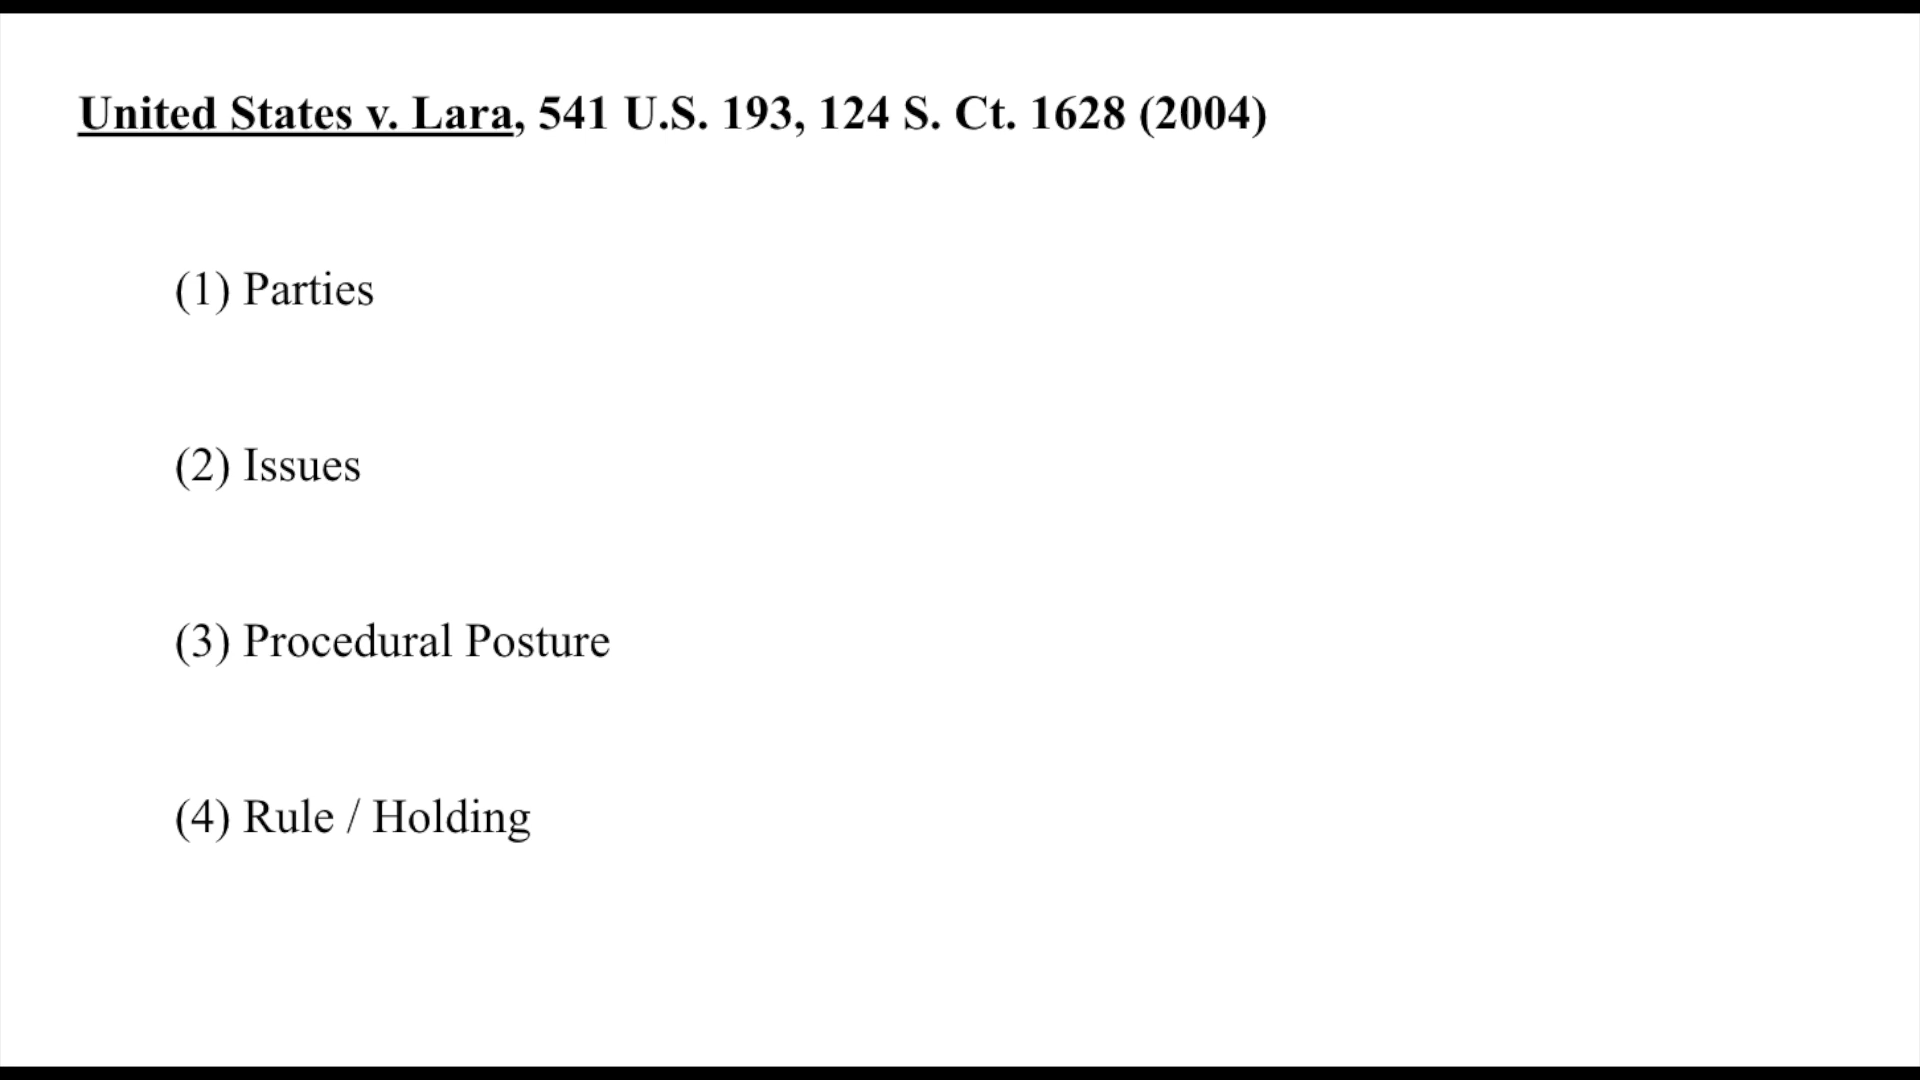 United States v. Lara, 541 U.S. 193, 124 S. Ct. 1628 (2004)
(1) Parties
(2) Issues
(3) Procedural Posture
(4) Rule / Holding